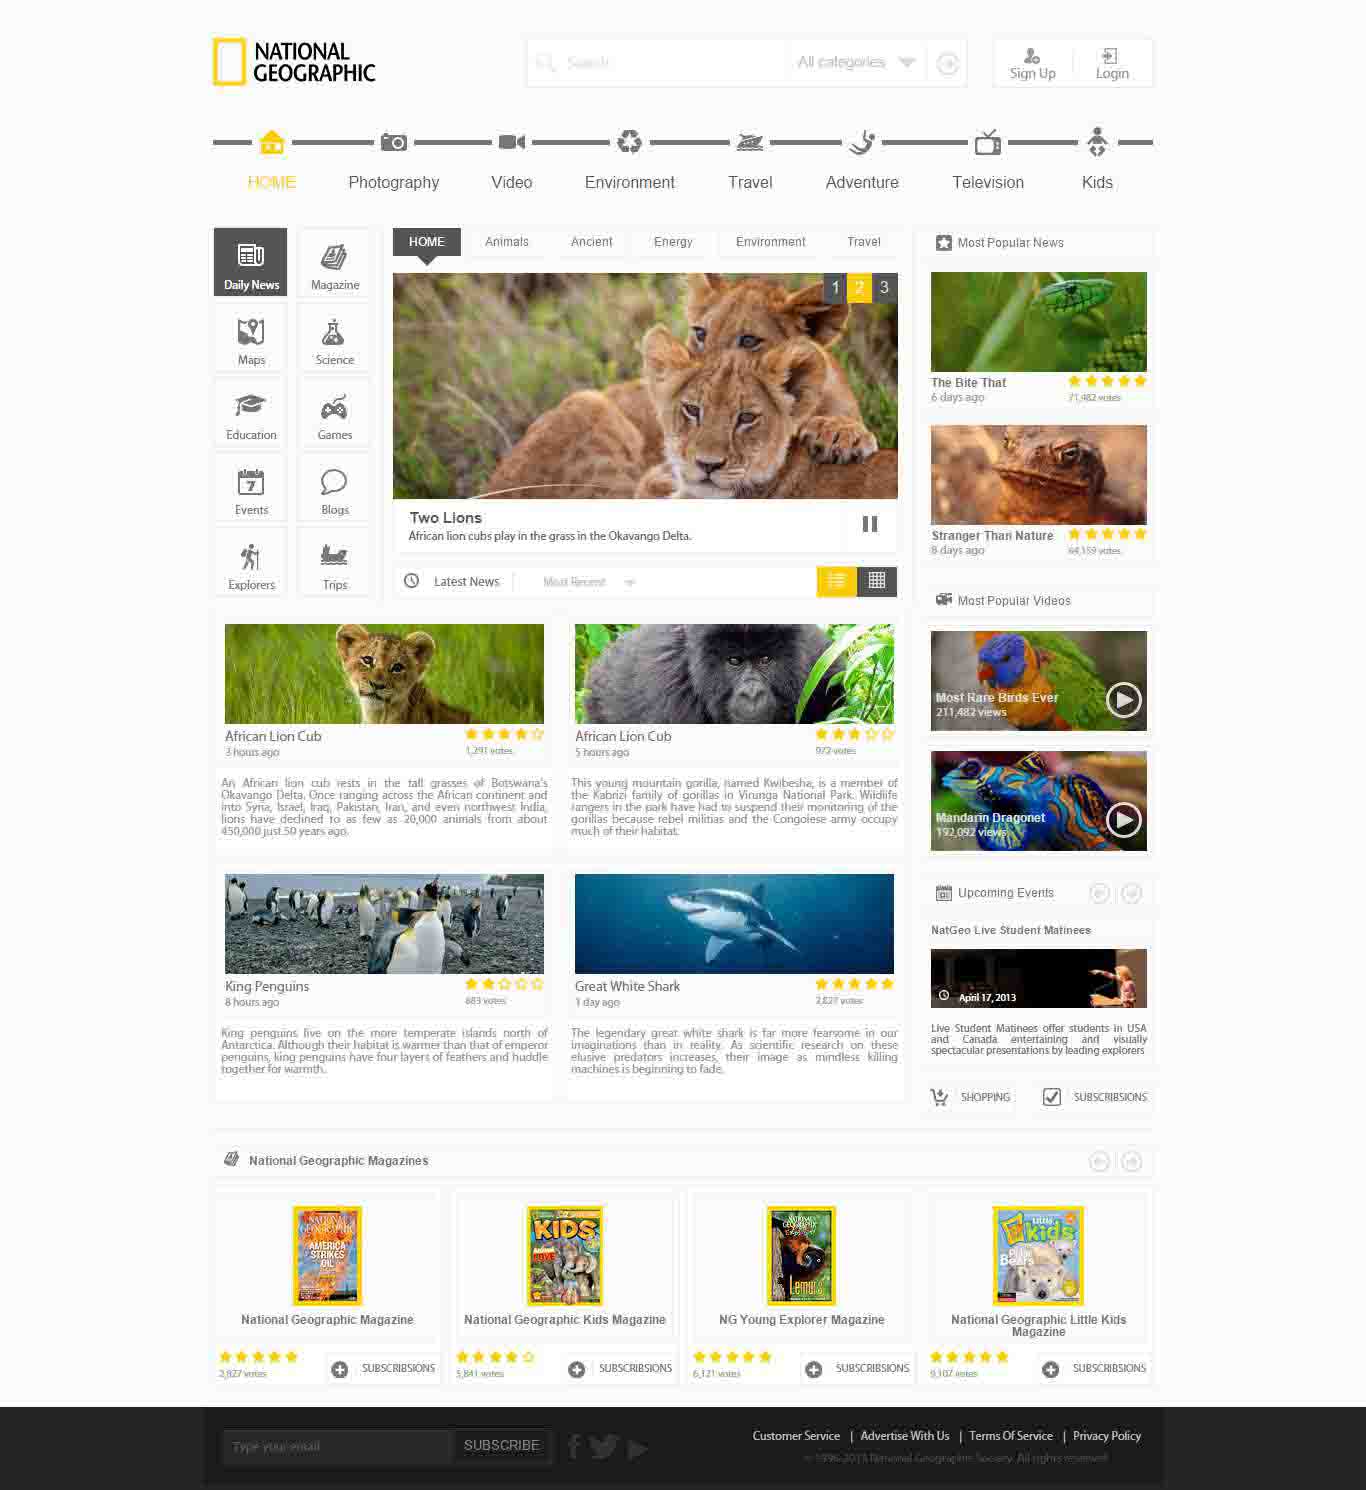 NATIONAL
GEOGRAPHIC
Search
All categories
Sign Up
Login
HOME
Photography
Video
Environment
Travel
Adventure
Television
Kids
Daily News
Magazine
Maps
Science
Education
Games
7
Events
Blogs
Explorers
Trips
HOME
Animals
Ancient
Energy
Environment
Travel
1 2 3
Two Lions
African lion cubs play in the grass in the Okavango Delta.
Latest News
Most Recent
African Lion Cub
3 hours ago
1,291 votes
An African lion cub rests in the tall grasses of Botswana's
Okavango Delta. Once ranging across the African continent and
into Syria, Israel, Iraq, Pakistan, Iran, and even northwest India,
lions have declined to as few as 20,000 animals from about
450,000 just 50 years ago.
African Lion Cub
5 hours ago
972 votes
This young mountain gorilla, named Kwibesha, is a member of
the Kabrizi family of gorillas in Virunga National Park. Wildlife
rangers in the park have had to suspend their monitoring of the
gorillas because rebel militias and the Congolese army occupy
much of their habitat.
King Penguins
8 hours ago
683 votes
King penguins live on the more temperate islands north of
Antarctica. Although their habitat is warmer than that of emperor
penguins, king penguins have four layers of feathers and huddle
together for warmth.
Great White Shark
1 day ago
2,827 votes
The legendary great white shark is far more fearsome in our
imaginations than in reality. As scientific research on these
elusive predators increases, their image as mindless killing
machines is beginning to fade.
Most Popular News
The Bite That
6 days ago
71,482 votes
Stranger Than Nature
8 days ago
64,159 votes
Most Popular Videos
Most Rare Birds Ever
211,482 views
Mandarin Dragonet
192,092 views
Upcoming Events
NatGeo Live Student Matinees
April 17, 2013
Live Student Matinees offer students in USA
and Canada entertaining and visually
spectacular presentations by leading explorers
SHOPPING
SUBSCRIBSIONS
National Geographic Magazines
NATIONAL
GEOGRAPHIC
AMERICA
STRIKES
OIL
National Geographic Magazine
2,827 votes
SUBSCRIBSIONS
KIDS
National Geographic Kids Magazine
5,841 votes
SUBSCRIBSIONS
NATIONAL
GEOGRAPHIC
Lemurs
NG Young Explorer Magazine
6,121 votes
SUBSCRIBSIONS
Little
kids
Polar
Bears
National Geographic Little Kids
Magazine
9,107 votes
SUBSCRIBSIONS
Type your email
SUBSCRIBE
Customer Service | Advertise With Us | Terms Of Service | Privacy Policy
© 1996-2013 National Geographic Society. All rights reserved.